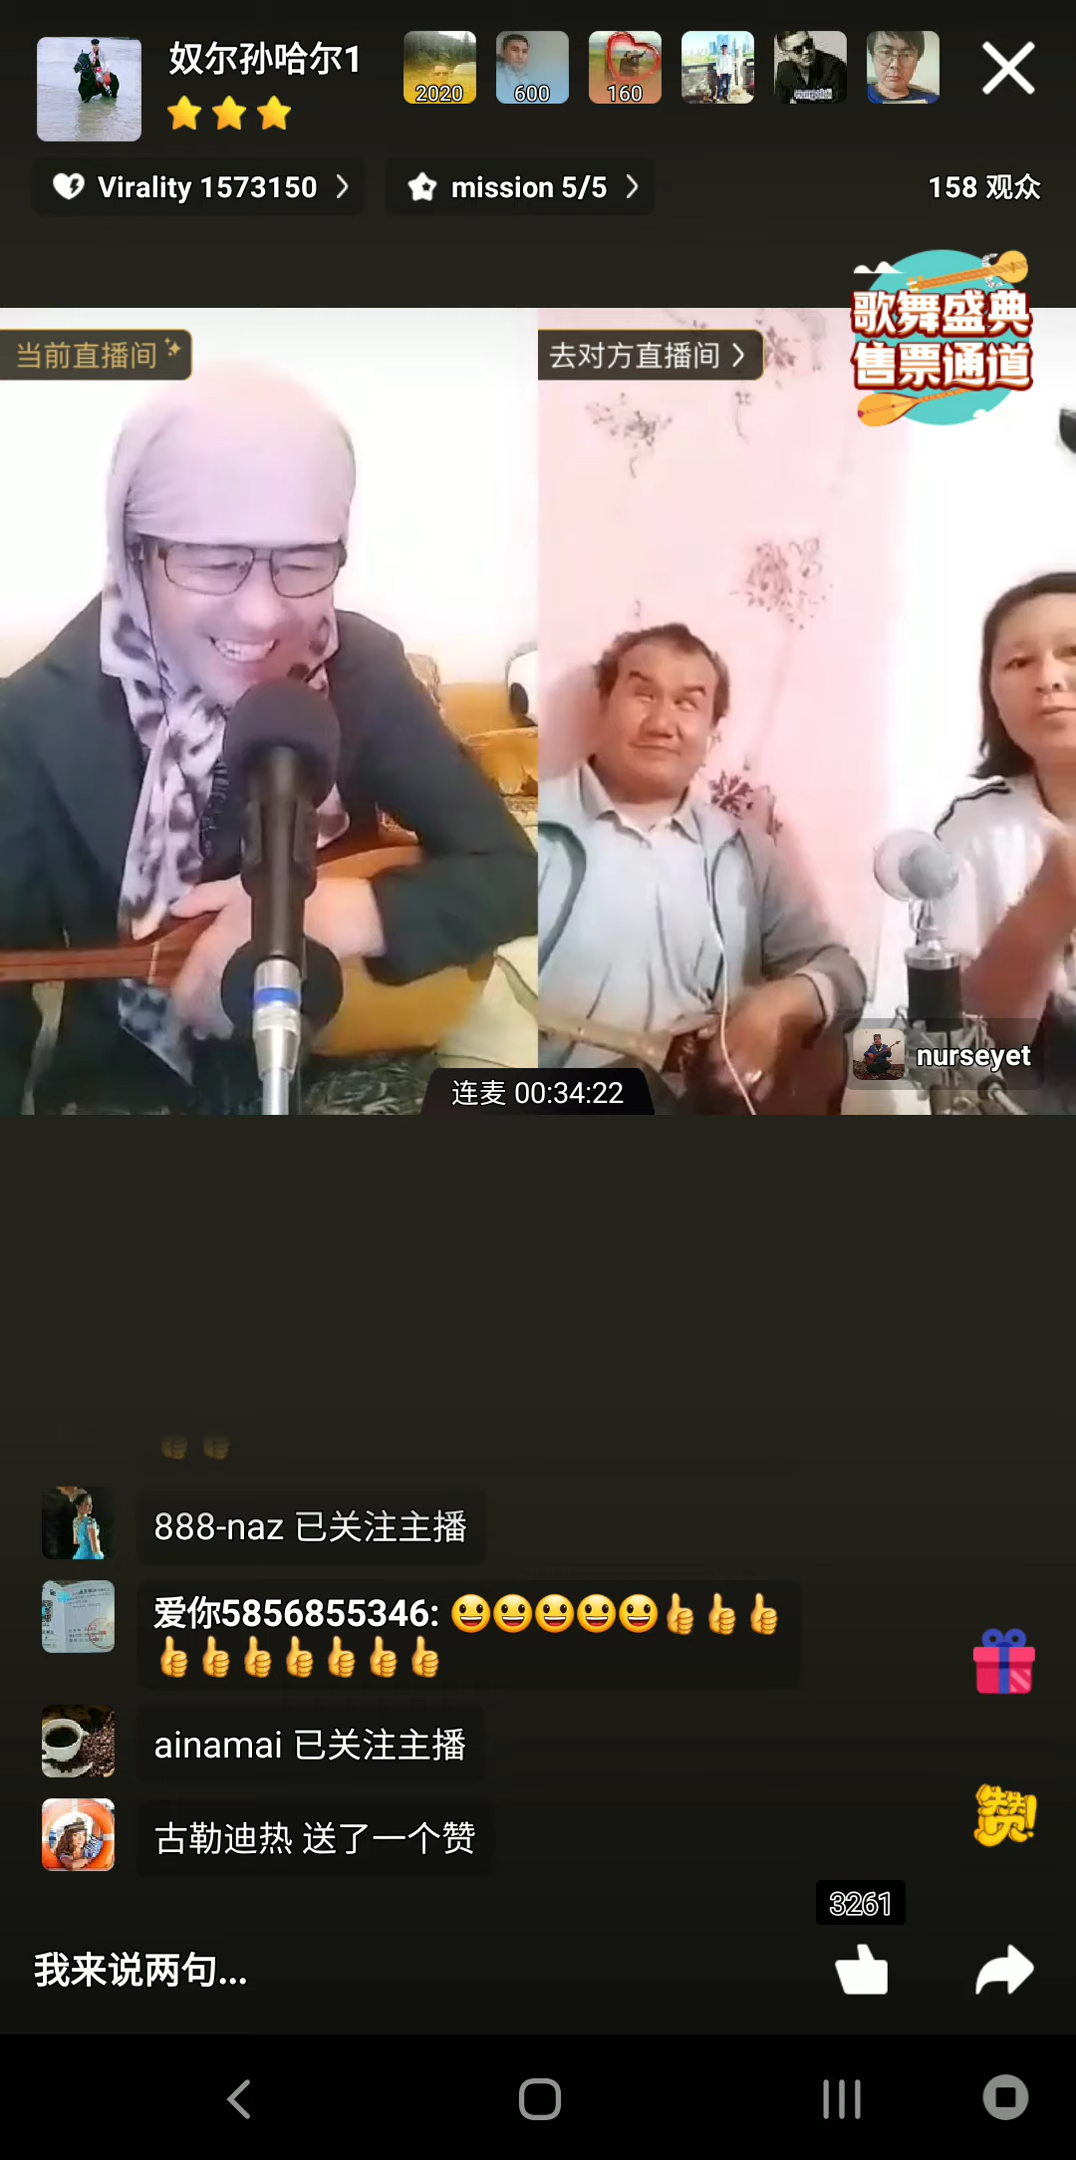 奴尔孙哈尔1
2020
600
160
Virality 1573150
mission 5/5
158 观众
歌舞盛典
售票通道
当前直播间
去对方直播间
nurseyet
连麦 00:34:22
888-naz 已关注主播
爱你5856855346: 😀😀😀😀😀👍👍👍
👍👍👍👍👍👍👍
ainamai 已关注主播
古勒迪热 送了一个赞
赞!
3261
我来说两句...